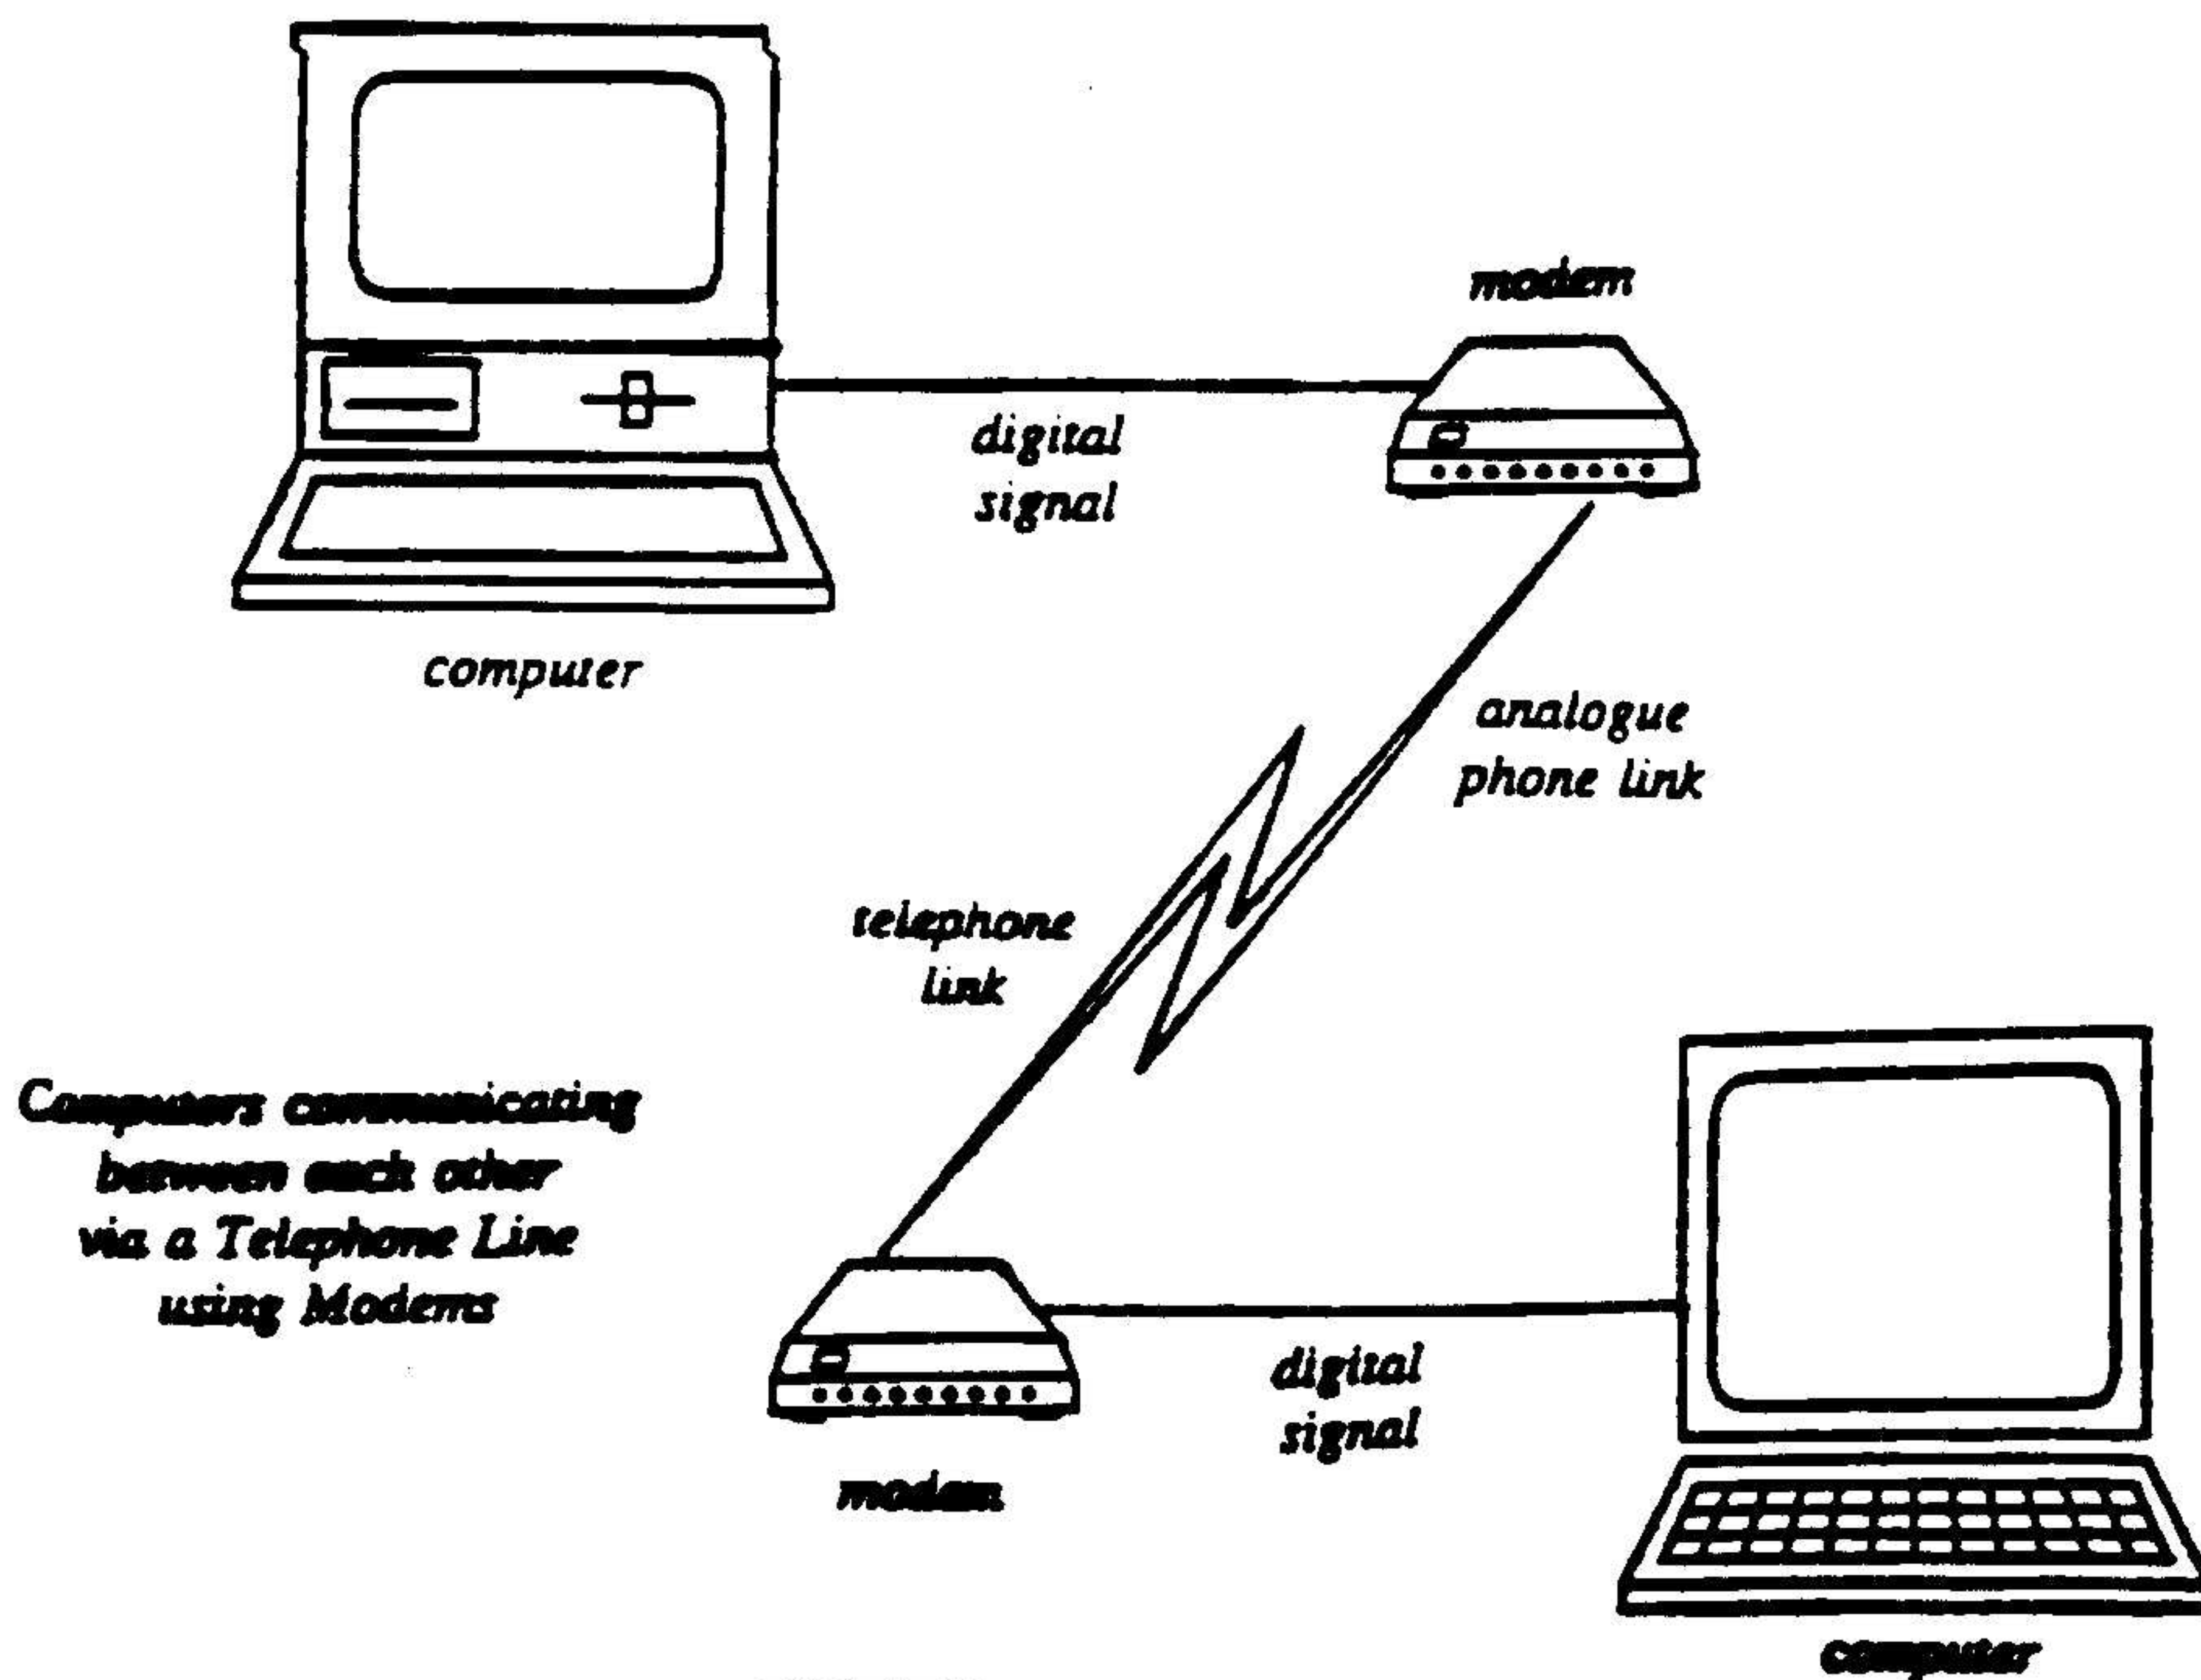 modem
digital
signal
computer
analogue
phone link
telephone
link
Computers communicating
between each other
via a Telephone Line
using Modems
digital
signal
modem
computer